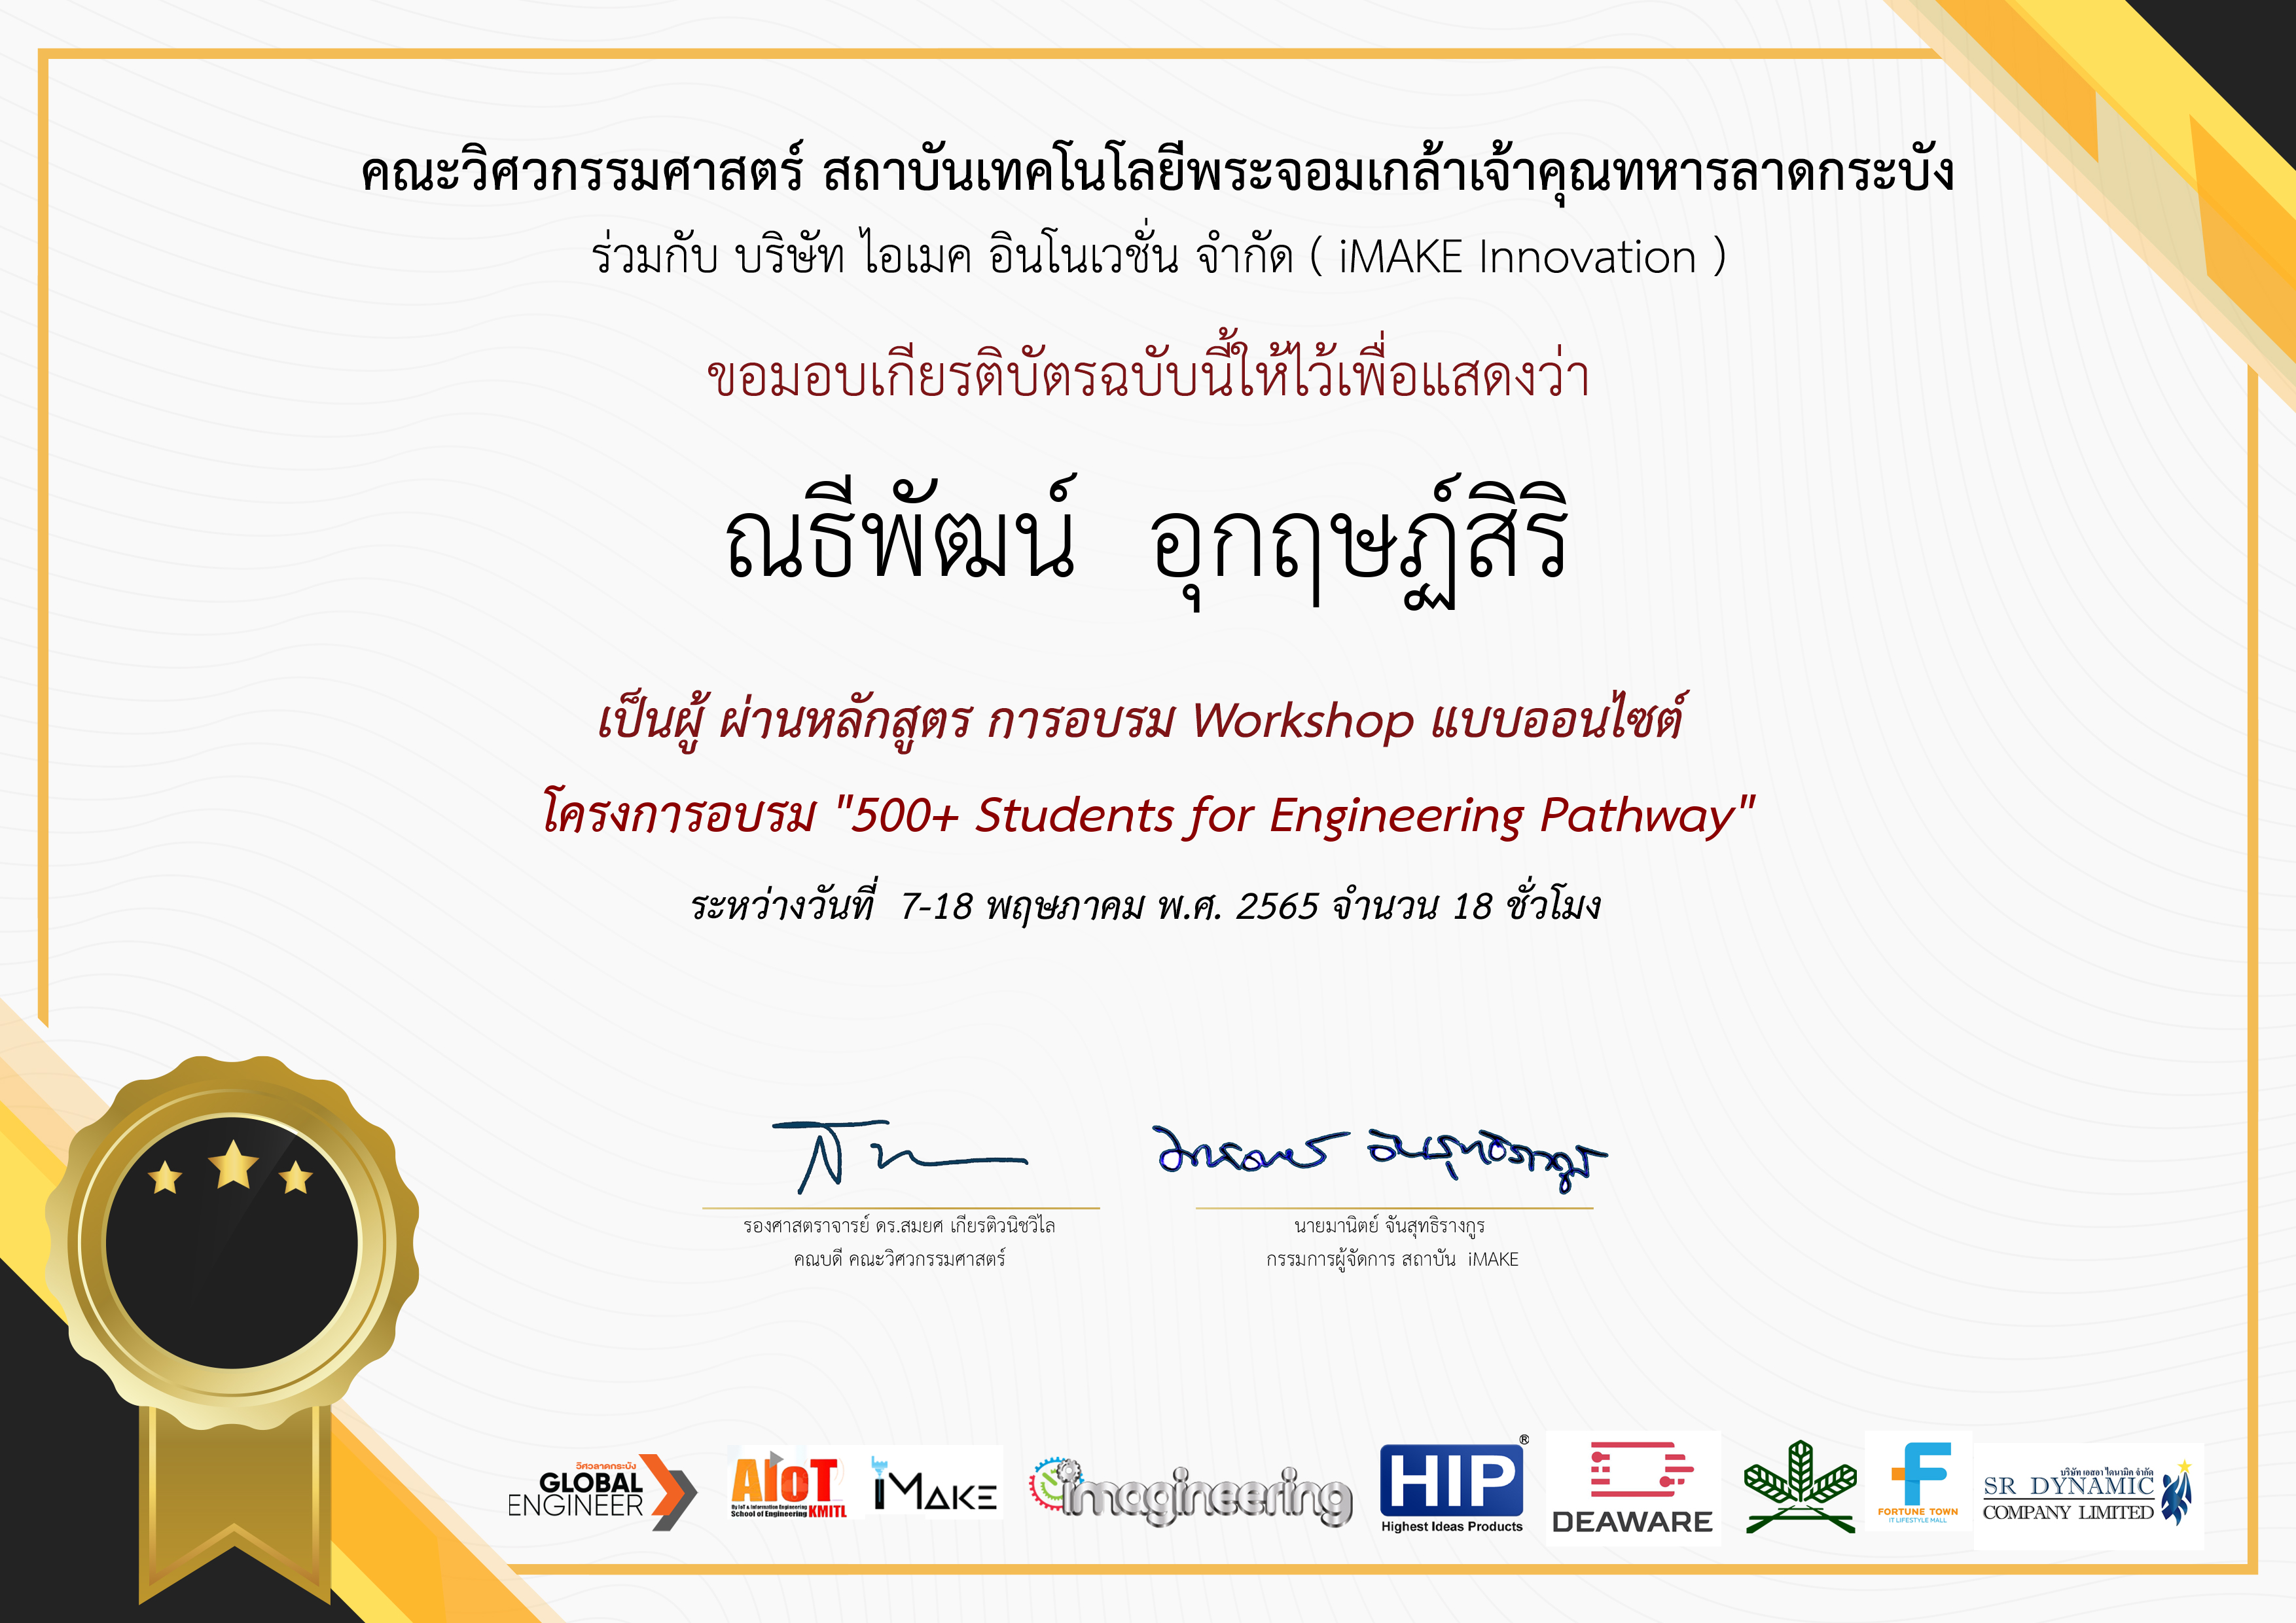 คณะวิศวกรรมศาสตร์ สถาบันเทคโนโลยีพระจอมเกล้าเจ้าคุณทหารลาดกระบัง
ร่วมกับ บริษัท ไอเมค อินโนเวชั่น จำกัด ( iMAKE Innovation )
ขอมอบเกียรติบัตรฉบับนี้ให้ไว้เพื่อแสดงว่า
ณธีพัฒน์ อุกฤษฏ์สิริ
เป็นผู้ ผ่านหลักสูตร การอบรม Workshop แบบออนไซต์
โครงการอบรม "500+ Students for Engineering Pathway"
ระหว่างวันที่ 7-18 พฤษภาคม พ.ศ. 2565 จำนวน 18 ชั่วโมง
รองศาสตราจารย์ ดร.สมยศ เกียรติวนิชวิไล
คณบดี คณะวิศวกรรมศาสตร์
นายมานิตย์ จันสุทธิรางกูร
กรรมการผู้จัดการ สถาบัน iMAKE
วิศวลาดกระบัง
GLOBAL
ENGINEER
AIoT
By IoT & Information Engineering
School of Engineering KMITL
iMAKE
imagineering
HIP ®
Highest Ideas Products
DEAWARE
FORTUNE TOWN
IT LIFESTYLE MALL
บริษัท เอสอา ไดนามิค จำกัด
SR DYNAMIC
COMPANY LIMITED